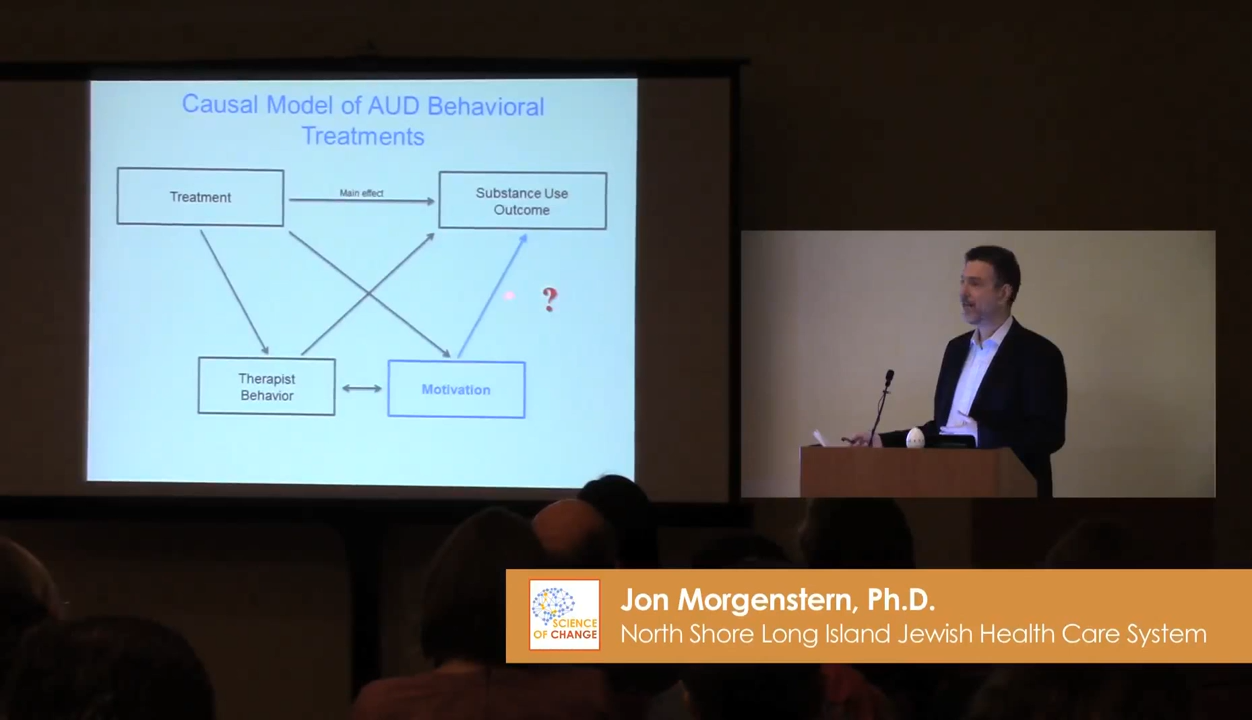 Causal Model of AUD Behavioral
Treatments
Treatment
Main effect
Substance Use
Outcome
?
Therapist
Behavior
Motivation
SCIENCE
OF CHANGE
Jon Morgenstern, Ph.D.
North Shore Long Island Jewish Health Care System